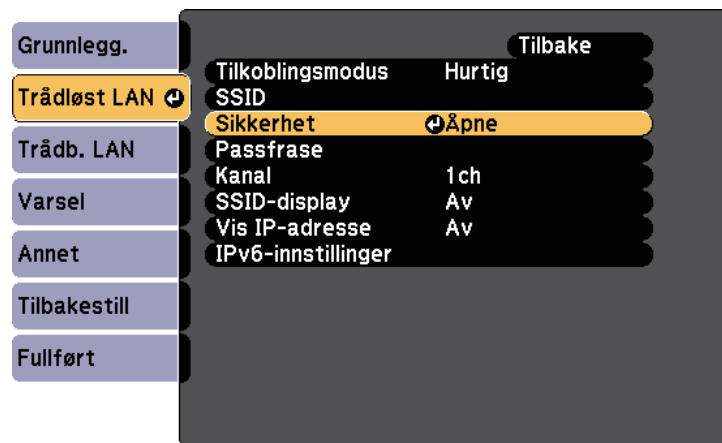 Grunnlegg.
Trådløst LAN
Trådb. LAN
Varsel
Annet
Tilbakestill
Fullført
Tilbake
Tilkoblingsmodus Hurtig
SSID
Sikkerhet Åpne
Passfrase
Kanal 1ch
SSID-display Av
Vis IP-adresse Av
IPv6-innstillinger